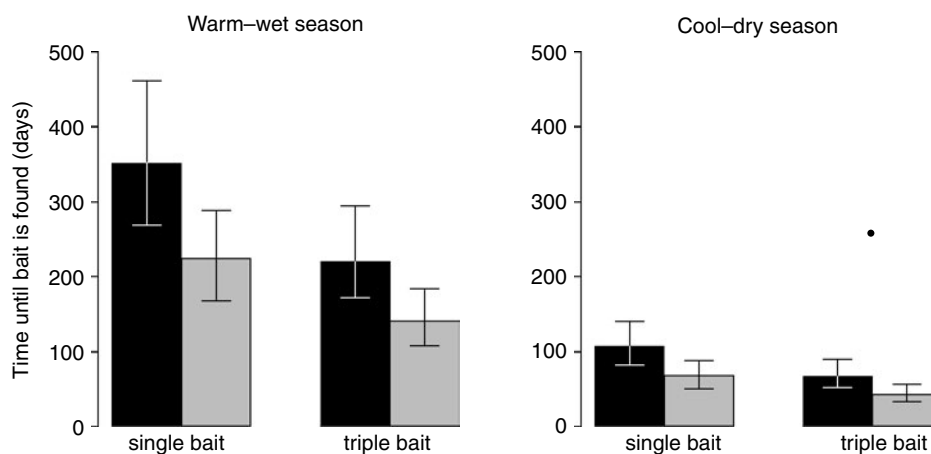 Warm–wet season
Cool–dry season
Time until bait is found (days)
500
400
300
200
100
0
single bait
triple bait
500
400
300
200
100
0
single bait
triple bait